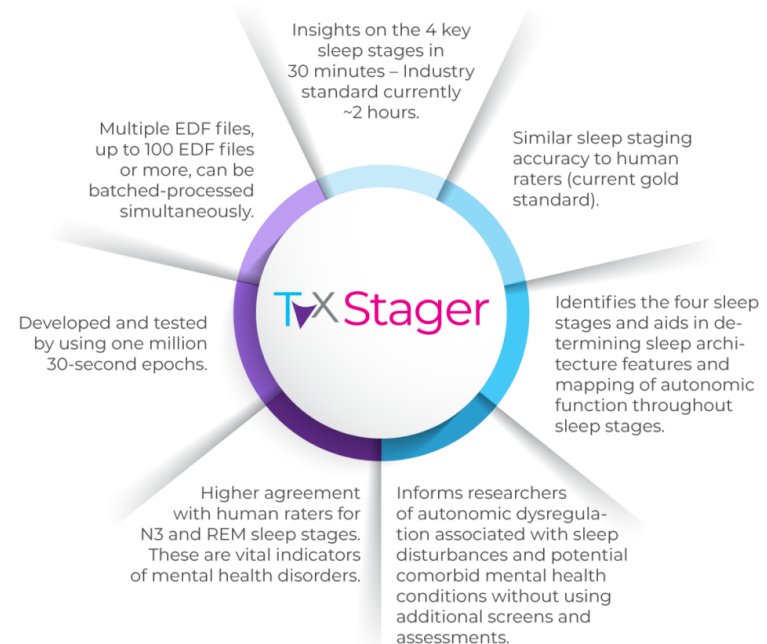 Insights on the 4 key
sleep stages in
30 minutes – Industry
standard currently
~2 hours.
Similar sleep staging
accuracy to human
raters (current gold
standard).
Identifies the four sleep
stages and aids in de-
termining sleep archi-
tecture features and
mapping of autonomic
function throughout
sleep stages.
Informs researchers
of autonomic dysregula-
tion associated with sleep
disturbances and potential
comorbid mental health
conditions without using
additional screens and
assessments.
Higher agreement
with human raters for
N3 and REM sleep stages.
These are vital indicators
of mental health disorders.
Developed and tested
by using one million
30-second epochs.
Multiple EDF files,
up to 100 EDF files
or more, can be
batched-processed
simultaneously.
TvX Stager